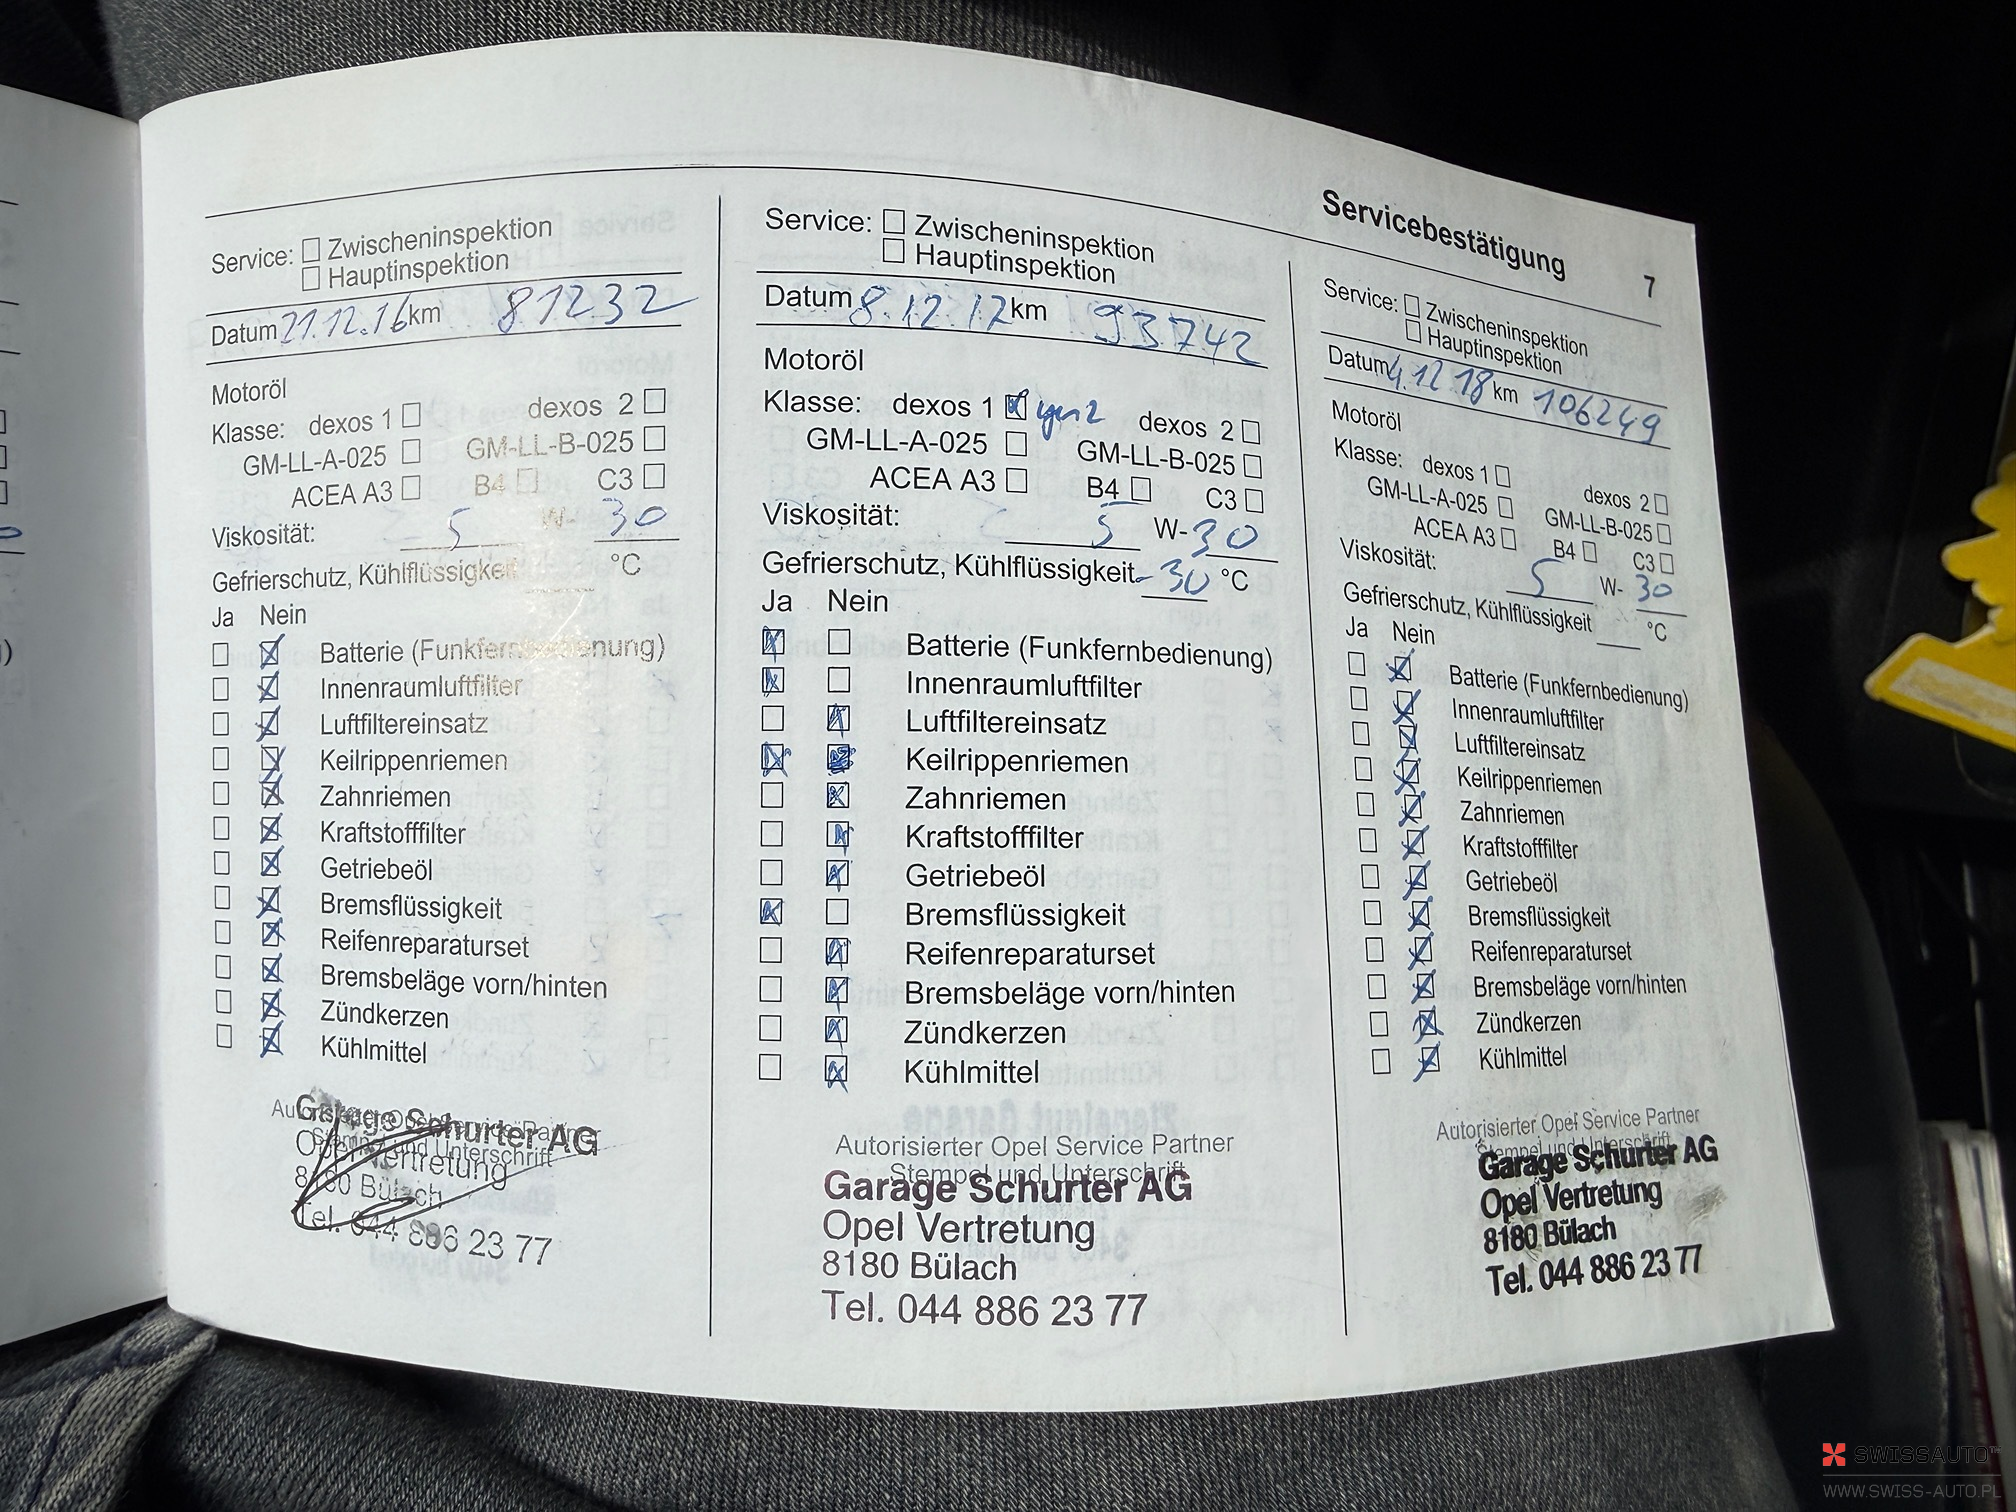 Servicebestätigung
7
Service: Zwischeninspektion
Hauptinspektion
Datum 21.12.16 km 81232
Motoröl
Klasse: dexos 1 dexos 2
GM-LL-A-025 GM-LL-B-025
ACEA A3 B4 C3
Viskosität: 5 W- 30
Gefrierschutz, Kühlflüssigkeit °C
Ja Nein
Batterie (Funkfernbedienung)
Innenraumluftfilter
Luftfiltereinsatz
Keilrippenriemen
Zahnriemen
Kraftstofffilter
Getriebeöl
Bremsflüssigkeit
Reifenreparaturset
Bremsbeläge vorn/hinten
Zündkerzen
Kühlmittel
Autorisierter Opel Service Partner
Stempel und Unterschrift
Garage Schurter AG
Opel Vertretung
8180 Bülach
Tel. 044 886 23 77
Service: Zwischeninspektion
Hauptinspektion
Datum 8.12.17 km 93742
Motoröl
Klasse: dexos 1 gen 2 dexos 2
GM-LL-A-025 GM-LL-B-025
ACEA A3 B4 C3
Viskosität: 5 W- 30
Gefrierschutz, Kühlflüssigkeit -30 °C
Ja Nein
Batterie (Funkfernbedienung)
Innenraumluftfilter
Luftfiltereinsatz
Keilrippenriemen
Zahnriemen
Kraftstofffilter
Getriebeöl
Bremsflüssigkeit
Reifenreparaturset
Bremsbeläge vorn/hinten
Zündkerzen
Kühlmittel
Autorisierter Opel Service Partner
Stempel und Unterschrift
Garage Schurter AG
Opel Vertretung
8180 Bülach
Tel. 044 886 23 77
Service: Zwischeninspektion
Hauptinspektion
Datum 4.12.18 km 106249
Motoröl
Klasse: dexos 1 dexos 2
GM-LL-A-025 GM-LL-B-025
ACEA A3 B4 C3
Viskosität: 5 W- 30
Gefrierschutz, Kühlflüssigkeit °C
Ja Nein
Batterie (Funkfernbedienung)
Innenraumluftfilter
Luftfiltereinsatz
Keilrippenriemen
Zahnriemen
Kraftstofffilter
Getriebeöl
Bremsflüssigkeit
Reifenreparaturset
Bremsbeläge vorn/hinten
Zündkerzen
Kühlmittel
Autorisierter Opel Service Partner
Stempel und Unterschrift
Garage Schurter AG
Opel Vertretung
8180 Bülach
Tel. 044 886 23 77
SWISSAUTO
WWW.SWISS-AUTO.PL